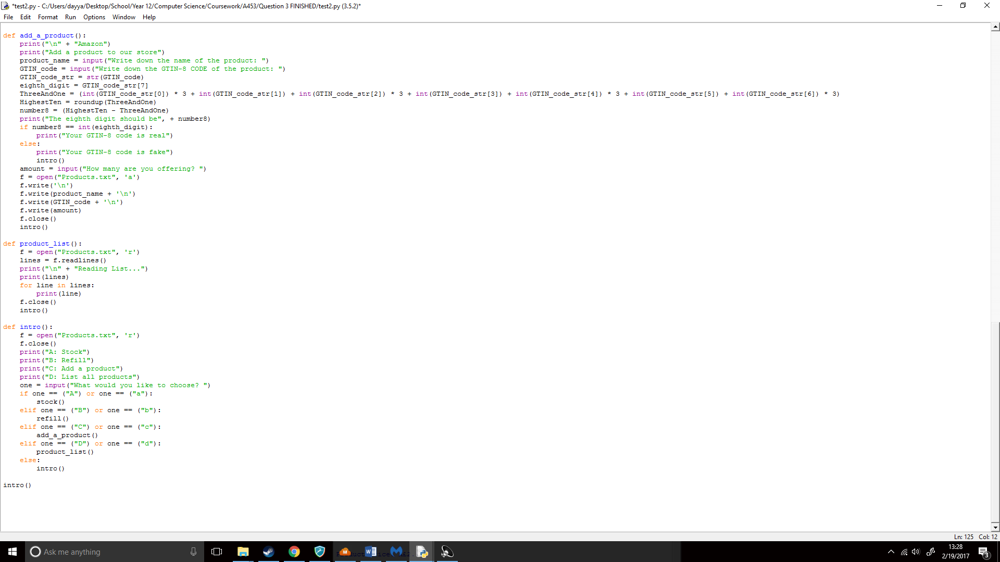 *test2.py - C:/Users/dayya/Desktop/School/Year 12/Computer Science/Coursework/A453/Question 3 FINISHED/test2.py (3.5.2)*
File Edit Format Run Options Window Help
def add_a_product():
    print("\n" + "Amazon")
    print("Add a product to our store")
    product_name = input("Write down the name of the product: ")
    GTIN_code = input("Write down the GTIN-8 CODE of the product: ")
    GTIN_code_str = str(GTIN_code)
    eighth_digit = GTIN_code_str[7]
    ThreeAndOne = (int(GTIN_code_str[0]) * 3 + int(GTIN_code_str[1]) + int(GTIN_code_str[2]) * 3 + int(GTIN_code_str[3]) + int(GTIN_code_str[4]) * 3 + int(GTIN_code_str[5]) + int(GTIN_code_str[6]) * 3)
    HighestTen = roundup(ThreeAndOne)
    number8 = (HighestTen - ThreeAndOne)
    print("The eighth digit should be", + number8)
    if number8 == int(eighth_digit):
        print("Your GTIN-8 code is real")
    else:
        print("Your GTIN-8 code is fake")
        intro()
    amount = input("How many are you offering? ")
    f = open("Products.txt", 'a')
    f.write('\n')
    f.write(product_name + '\n')
    f.write(GTIN_code + '\n')
    f.write(amount)
    f.close()
    intro()
def product_list():
    f = open("Products.txt", 'r')
    lines = f.readlines()
    print("\n" + "Reading List...")
    print(lines)
    for line in lines:
        print(line)
    f.close()
    intro()
def intro():
    f = open("Products.txt", 'r')
    f.close()
    print("A: Stock")
    print("B: Refill")
    print("C: Add a product")
    print("D: List all products")
    one = input("What would you like to choose? ")
    if one == ("A") or one == ("a"):
        stock()
    elif one == ("B") or one == ("b"):
        refill()
    elif one == ("C") or one == ("c"):
        add_a_product()
    elif one == ("D") or one == ("d"):
        product_list()
    else:
        intro()
intro()
Ln: 125 Col: 12
Ask me anything
13:28
2/19/2017
3